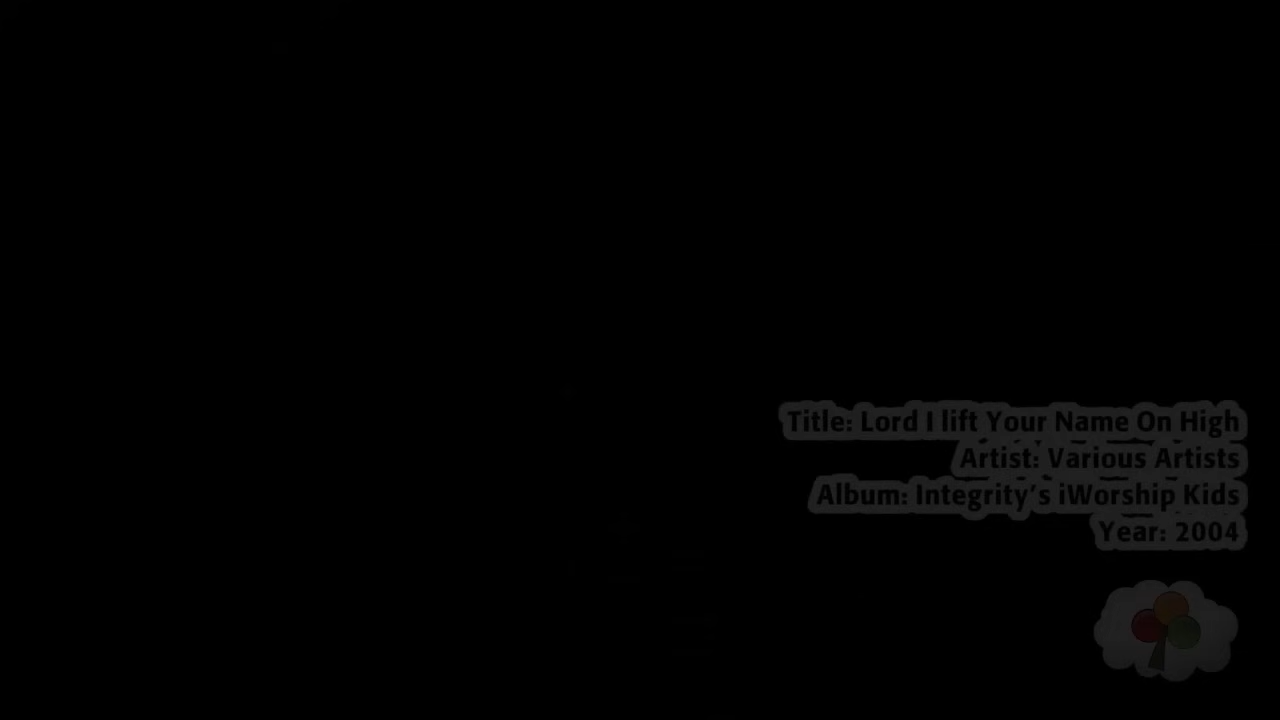 Title: Lord I lift Your Name On High
Artist: Various Artists
Album: Integrity's iWorship Kids
Year: 2004